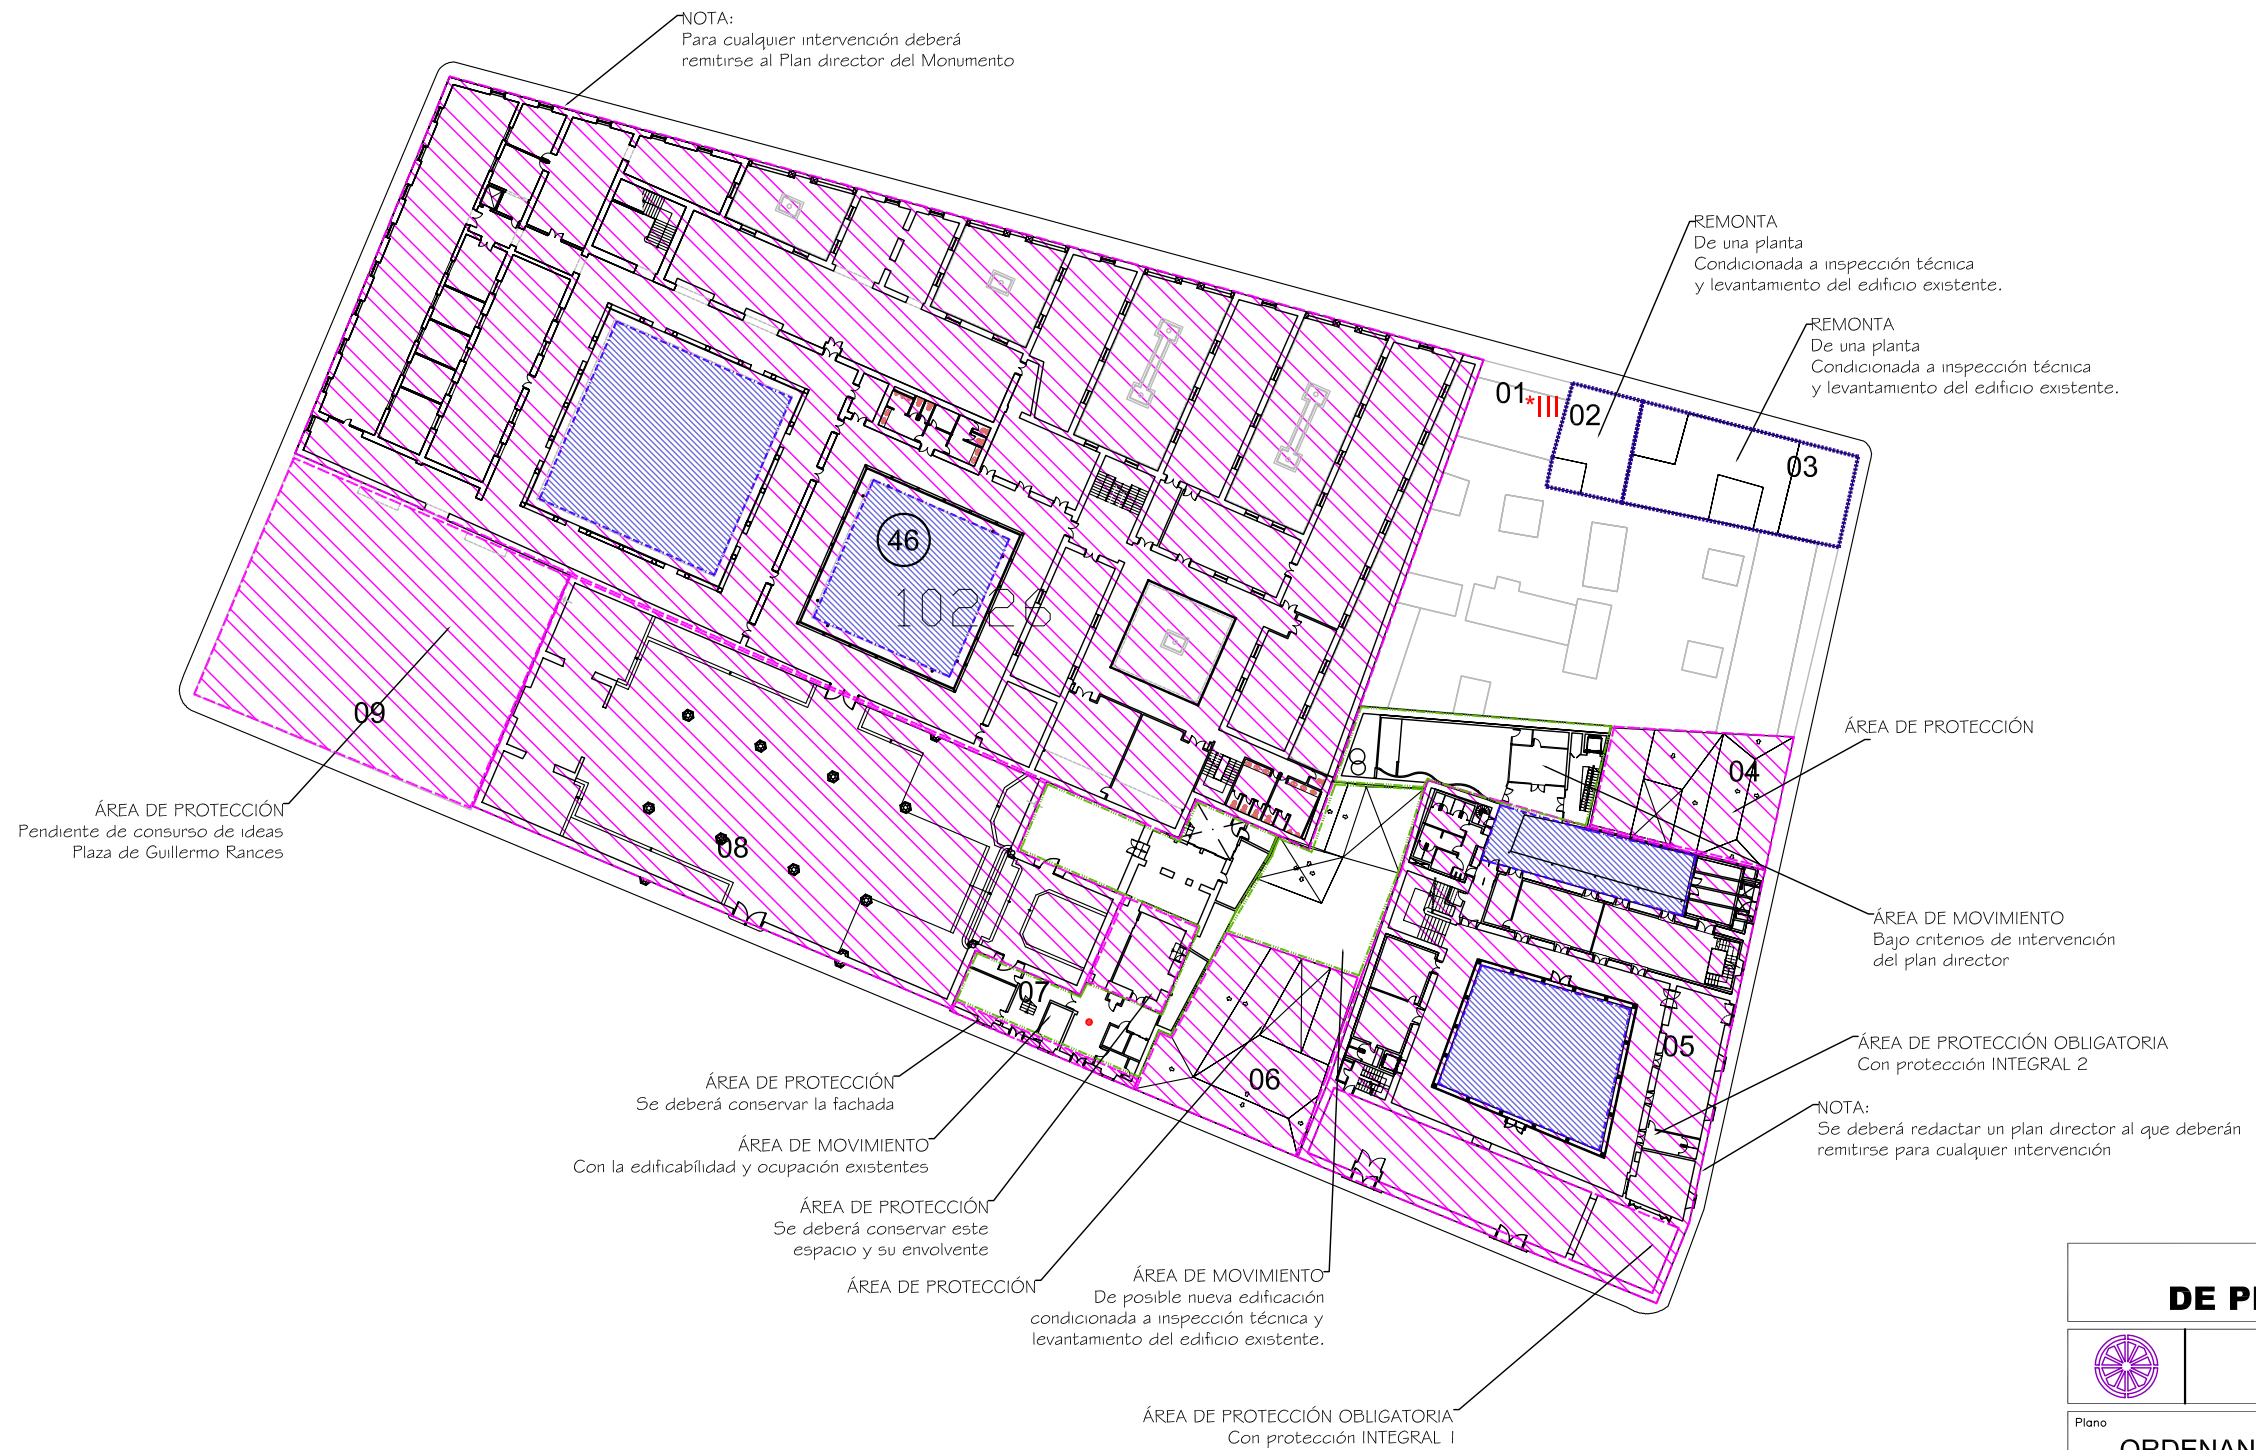 NOTA:
Para cualquier intervención deberá
remitirse al Plan director del Monumento
REMONTA
De una planta
Condicionada a inspección técnica
y levantamiento del edificio existente.
REMONTA
De una planta
Condicionada a inspección técnica
y levantamiento del edificio existente.
01
*III
02
03
46
10226
09
08
04
ÁREA DE PROTECCIÓN
ÁREA DE PROTECCIÓN
Pendiente de consurso de ideas
Plaza de Guillermo Rances
ÁREA DE MOVIMIENTO
Bajo criterios de intervención
del plan director
07
05
06
ÁREA DE PROTECCIÓN OBLIGATORIA
Con protección INTEGRAL 2
ÁREA DE PROTECCIÓN
Se deberá conservar la fachada
NOTA:
Se deberá redactar un plan director al que deberán
remitirse para cualquier intervención
ÁREA DE MOVIMIENTO
Con la edificabilidad y ocupación existentes
ÁREA DE PROTECCIÓN
Se deberá conservar este
espacio y su envolvente
ÁREA DE PROTECCIÓN
ÁREA DE MOVIMIENTO
De posible nueva edificación
condicionada a inspección técnica y
levantamiento del edificio existente.
ÁREA DE PROTECCIÓN OBLIGATORIA
Con protección INTEGRAL 1
DE P
Plano
ORDENAN